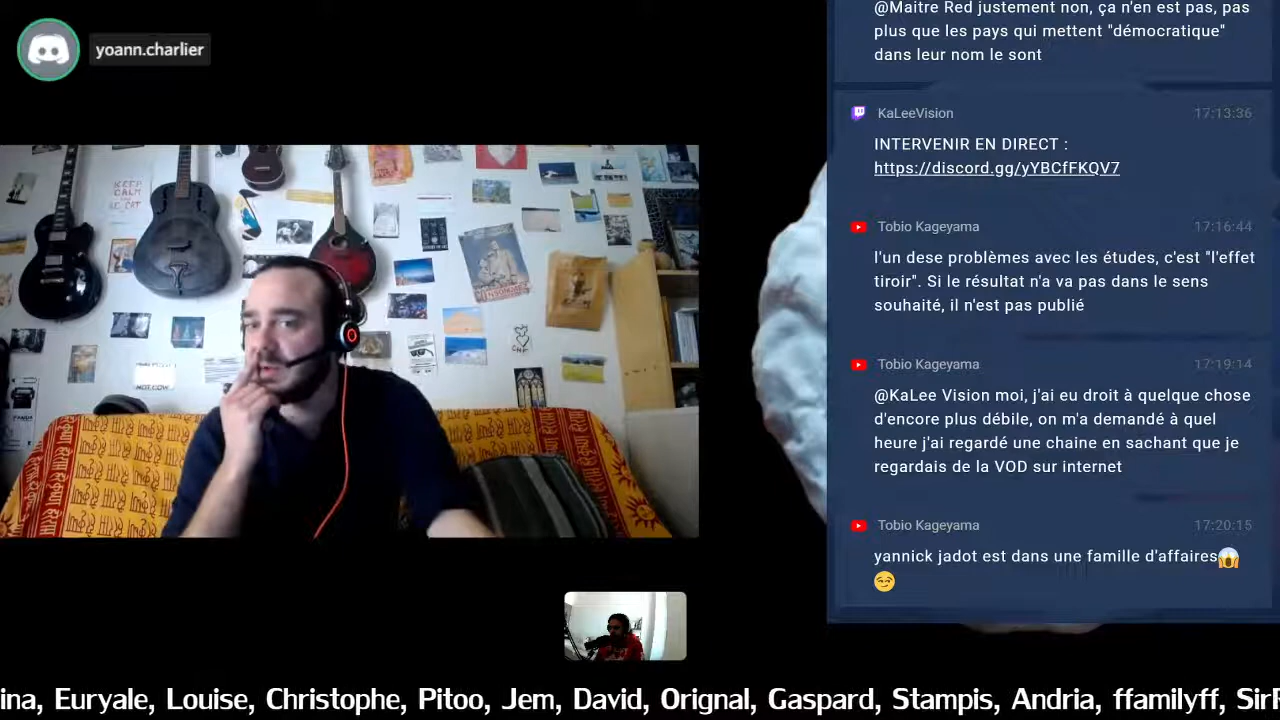 yoann.charlier
@Maitre Red justement non, ça n'en est pas, pas
plus que les pays qui mettent "démocratique"
dans leur nom le sont
KaLeeVision 17:13:36
INTERVENIR EN DIRECT :
https://discord.gg/yYBCfFKQV7
Tobio Kageyama 17:16:44
l'un dese problèmes avec les études, c'est "l'effet
tiroir". Si le résultat n'a va pas dans le sens
souhaité, il n'est pas publié
Tobio Kageyama 17:19:14
@KaLee Vision moi, j'ai eu droit à quelque chose
d'encore plus débile, on m'a demandé à quel
heure j'ai regardé une chaine en sachant que je
regardais de la VOD sur internet
Tobio Kageyama 17:20:15
yannick jadot est dans une famille d'affaires😱
😏
KEEP
CALM
ina, Euryale, Louise, Christophe, Pitoo, Jem, David, Orignal, Gaspard, Stampis, Andria, ffamilyff, Sir